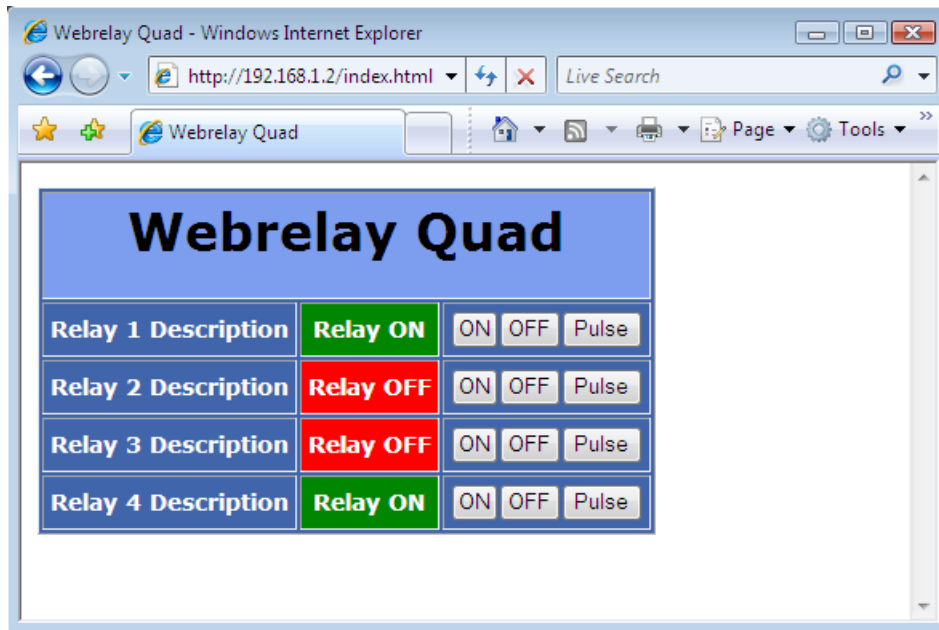 Webrelay Quad - Windows Internet Explorer
http://192.168.1.2/index.html
Live Search
Webrelay Quad
Page
Tools
»
Webrelay Quad
Relay 1 Description Relay ON ON OFF Pulse
Relay 2 Description Relay OFF ON OFF Pulse
Relay 3 Description Relay OFF ON OFF Pulse
Relay 4 Description Relay ON ON OFF Pulse